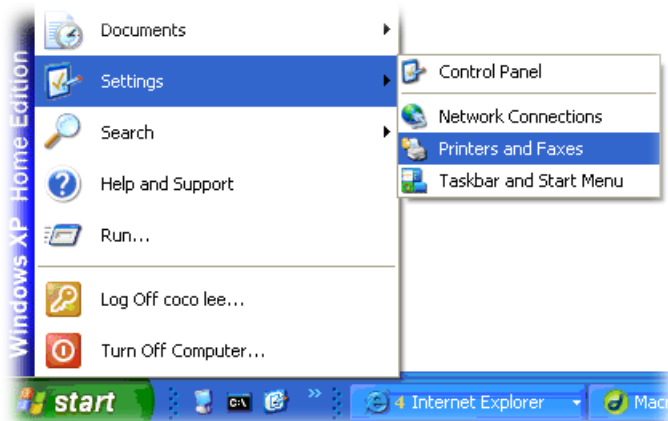 Windows XP Home Edition
Documents
Settings
Search
Help and Support
Run...
Log Off coco lee...
Turn Off Computer...
Control Panel
Network Connections
Printers and Faxes
Taskbar and Start Menu
start
C:\
4 Internet Explorer
Mac